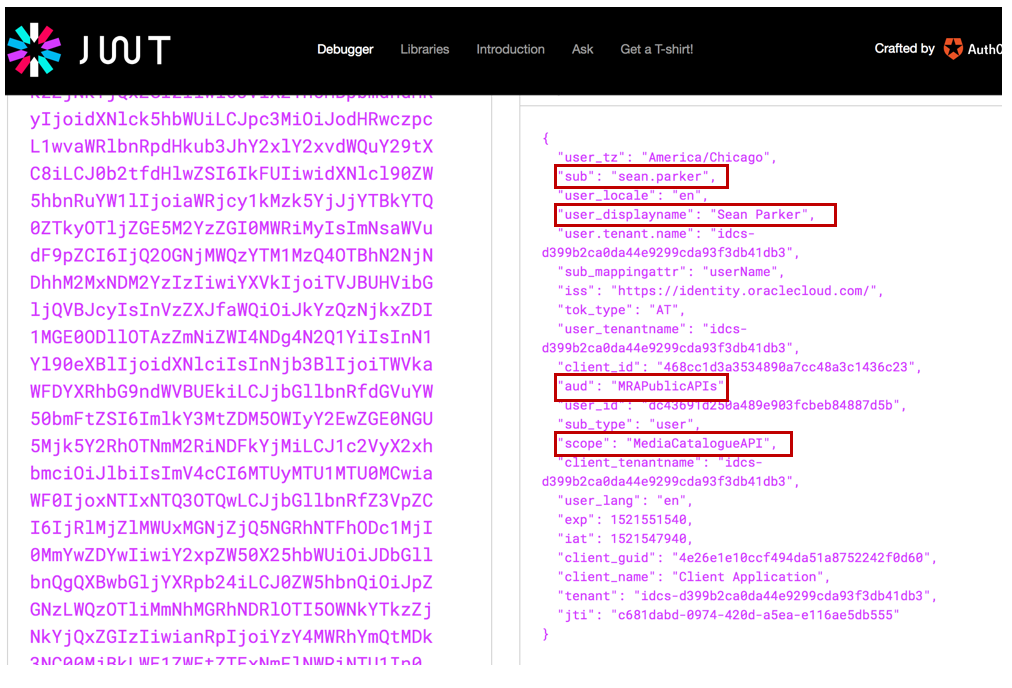 JWT
Debugger Libraries Introduction Ask Get a T-shirt!
Crafted by
yIjoidXNlck5hbWUiLCJpc3MiOiJodHRwczpc
L1wvaWRlbnRpdHkub3JhY2xlY2xvdWQuY29tX
C8iLCJ0b2tfdHlwZSI6IkFUIiwidXNlcl90ZW
5hbnRuYW1lIjoiaWRjcy1kMzk5YjJjYTBkYTQ
0ZTkyOTljZGE5M2YzZGI0MWRiMyIsImNsaWVu
dF9pZCI6IjQ2OGNjMWQzYTM1MzQ4OTBhN2NjN
DhhM2MxNDM2YzIzIiwiYXVkIjoiTVJBUHVibG
ljQVBJcyIsInVzZXJfaWQiOiJkYzQzNjkxZDI
1MGE0ODllOTAzZmNiZWI4NDg4N2Q1YiIsInN1
Yl90eXBlIjoidXNlciIsInNjb3BlIjoiTWVka
WFDYXRhbG9ndWVBUEkiLCJjbGllbnRfdGVuYW
50bmFtZSI6ImlkY3MtZDM5OWIyY2EwZGE0NGU
5Mjk5Y2RhOTNmM2RiNDFkYjMiLCJ1c2VyX2xh
bmciOiJlbiIsImV4cCI6MTUyMTU1MTU0MCwia
WF0IjoxNTIxNTQ3OTQwLCJjbGllbnRfZ3VpZC
I6IjRlMjZlMWUxMGNjZjQ5NGRhNTFhODc1MjI
0MmYwZDYwIiwiY2xpZW50X25hbWUiOiJDbGll
bnQgQXBwbGljYXRpb24iLCJ0ZW5hbnQiOiJpZ
GNzLWQzOTliMmNhMGRhNDRlOTI5OWNkYTkzZj
NkYjQxZGIzIiwianRpIjoiYzY4MWRhYmQtMDk
{
"user_tz": "America/Chicago",
"sub": "sean.parker",
"user_locale": "en",
"user_displayname": "Sean Parker",
"user.tenant.name": "idcs-
d399b2ca0da44e9299cda93f3db41db3",
"sub_mappingattr": "userName",
"iss": "https://identity.oraclecloud.com/",
"tok_type": "AT",
"user_tenantname": "idcs-
d399b2ca0da44e9299cda93f3db41db3",
"client_id": "468cc1d3a3534890a7cc48a3c1436c23",
"aud": "MRAPublicAPIs"
"user_id": "dc43691d250a489e903fcbeb84887d5b",
"sub_type": "user",
"scope": "MediaCatalogueAPI",
"client_tenantname": "idcs-
d399b2ca0da44e9299cda93f3db41db3",
"user_lang": "en",
"exp": 1521551540,
"iat": 1521547940,
"client_guid": "4e26e1e10ccf494da51a8752242f0d60",
"client_name": "Client Application",
"tenant": "idcs-d399b2ca0da44e9299cda93f3db41db3",
"jti": "c681dabd-0974-420d-a5ea-e116ae5db555"
}